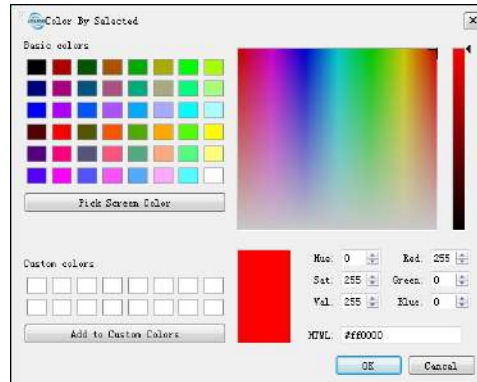 Color By Selected
Basic colors
Pick Screen Color
Custom colors
Add to Custom Colors
Hue: 0 Red: 255
Sat: 255 Green: 0
Val: 255 Blue: 0
HTML: #ff0000
OK Cancel